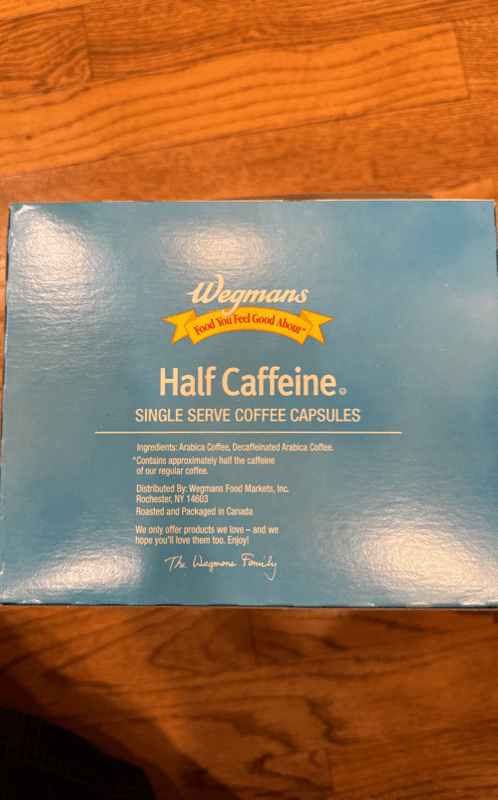 Wegmans
Food You Feel Good About®
Half Caffeine®
SINGLE SERVE COFFEE CAPSULES
Ingredients: Arabica Coffee, Decaffeinated Arabica Coffee.
*Contains approximately half the caffeine
of our regular coffee.
Distributed By: Wegmans Food Markets, Inc.
Rochester, NY 14603
Roasted and Packaged in Canada
We only offer products we love – and we
hope you'll love them too. Enjoy!
The Wegmans Family